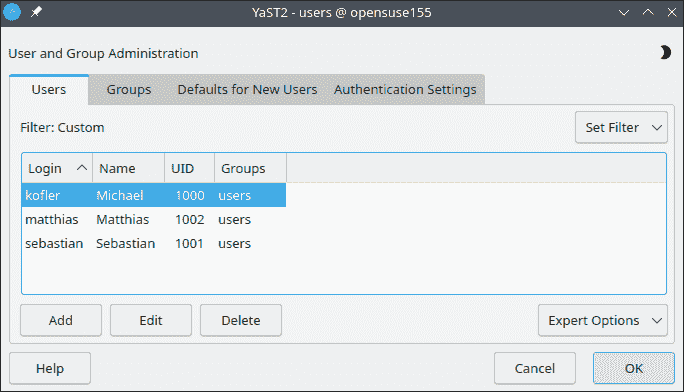 YaST2 - users @ opensuse155
User and Group Administration
Users Groups Defaults for New Users Authentication Settings
Filter: Custom Set Filter
Login Name UID Groups
kofler Michael 1000 users
matthias Matthias 1002 users
sebastian Sebastian 1001 users
Add Edit Delete Expert Options
Help Cancel OK